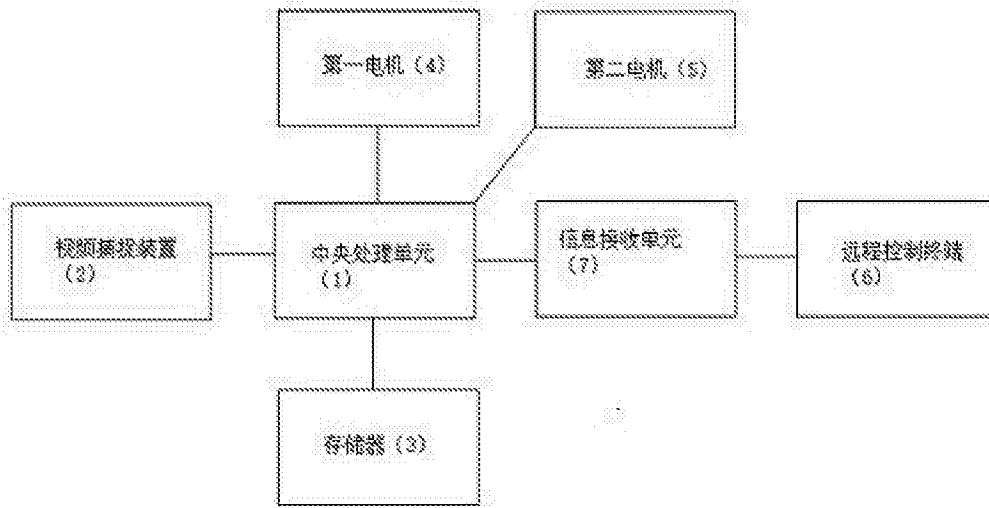 第一电机（4）
第二电机（5）
视频捕捉装置
（2）
中央处理单元
（1）
信息接收单元
（7）
远程控制终端
（6）
存储器（3）